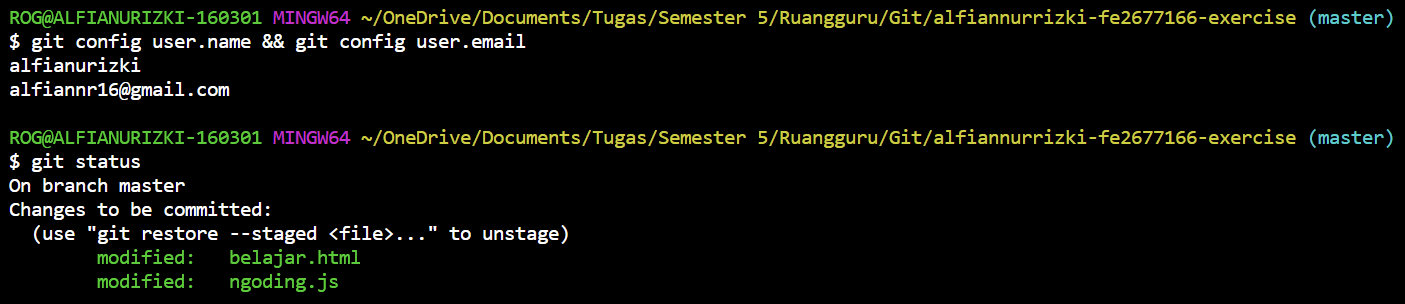 ROG@ALFIANURIZKI-160301 MINGW64 ~/OneDrive/Documents/Tugas/Semester 5/Ruangguru/Git/alfiannurrizki-fe2677166-exercise (master)
$ git config user.name && git config user.email
alfianurizki
alfiannr16@gmail.com
ROG@ALFIANURIZKI-160301 MINGW64 ~/OneDrive/Documents/Tugas/Semester 5/Ruangguru/Git/alfiannurrizki-fe2677166-exercise (master)
$ git status
On branch master
Changes to be committed:
  (use "git restore --staged <file>..." to unstage)
        modified:   belajar.html
        modified:   ngoding.js